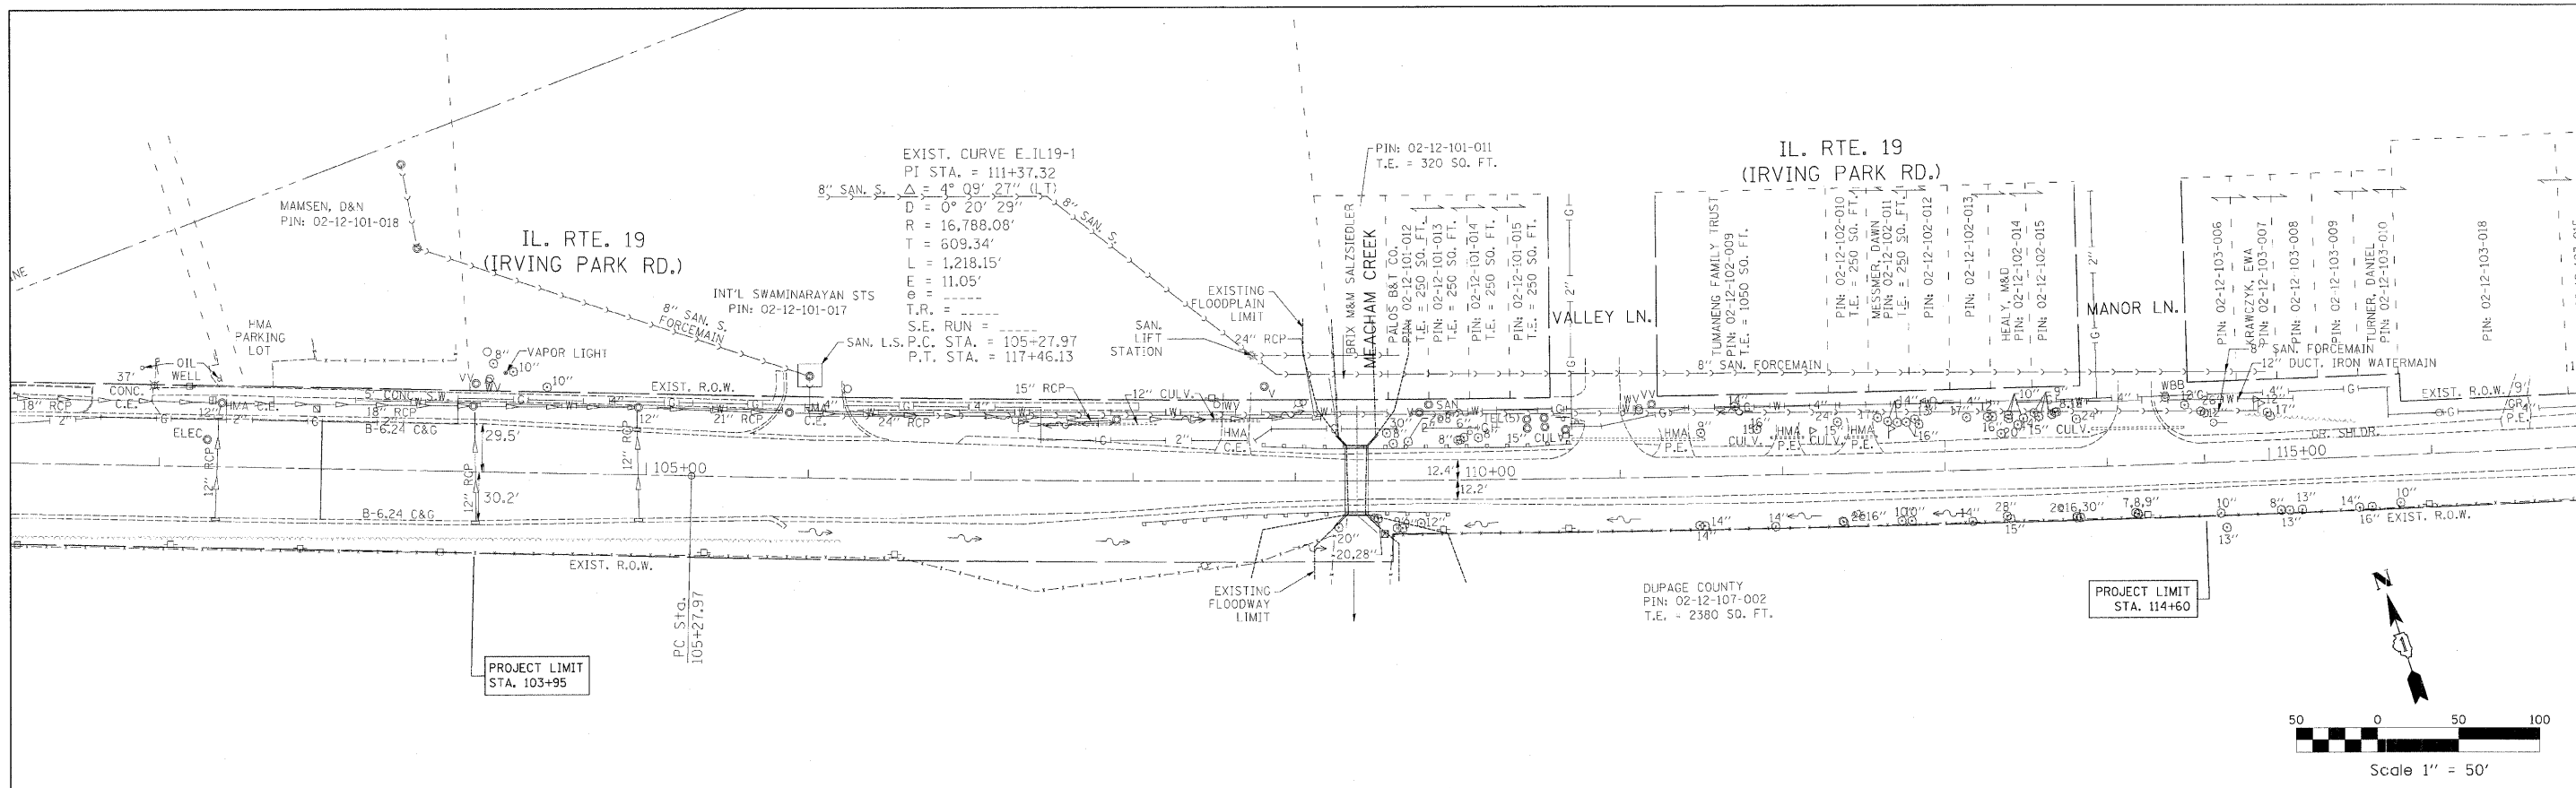 MAMSEN, D&N
PIN: 02-12-101-018
IL. RTE. 19
(IRVING PARK RD.)
8" SAN. S.
FORCEMAIN
INT'L SWAMINARAYAN STS
PIN: 02-12-101-017
8" SAN. S.
EXIST. CURVE E_IL19-1
PI STA. = 111+37.32
Δ = 4° 09' 27" (LT)
D = 0° 20' 29"
R = 16,788.08'
T = 609.34'
L = 1,218.15'
E = 11.05'
e = -----
T.R. = -----
S.E. RUN = -----
P.C. STA. = 105+27.97
P.T. STA. = 117+46.13
8" SAN. S.
SAN. L.S.
SAN.
LIFT
STATION
EXISTING
FLOODPLAIN
LIMIT
24" RCP
BRIX M&M SALZSIEDLER
MEACHAM CREEK
PIN: 02-12-101-011
T.E. = 320 SQ. FT.
PALOS B&T CO.
PIN: 02-12-101-012
T.E. = 250 SQ. FT.
PIN: 02-12-101-013
T.E. = 250 SQ. FT.
PIN: 02-12-101-014
T.E. = 250 SQ. FT.
PIN: 02-12-101-015
T.E. = 250 SQ. FT.
VALLEY LN.
IL. RTE. 19
(IRVING PARK RD.)
TUMANENG FAMILY TRUST
PIN: 02-12-102-009
T.E. = 1050 SQ. FT.
PIN: 02-12-102-010
T.E. = 250 SQ. FT.
MESSMER, DAWN
PIN: 02-12-102-011
T.E. = 250 SQ. FT.
PIN: 02-12-102-012
PIN: 02-12-102-013
HEALY, M&D
PIN: 02-12-102-014
PIN: 02-12-102-015
MANOR LN.
PIN: 02-12-103-006
KRAWCZYK, EWA
PIN: 02-12-103-007
PIN: 02-12-103-008
PIN: 02-12-103-009
TURNER, DANIEL
PIN: 02-12-103-010
PIN: 02-12-103-018
8" SAN. FORCEMAIN
8" SAN. FORCEMAIN
12" DUCT. IRON WATERMAIN
HMA
PARKING
LOT
OIL
WELL
37'
CONC.
C.E.
VAPOR LIGHT
8"
10"
10"
EXIST. R.O.W.
5' CONC. S.W.
18" RCP
HMA C.E.
18" RCP
21" RCP
24" RCP
15" RCP
12" CULV.
B-6.24 C&G
ELEC
12" RCP
12" RCP
12" RCP
29.5'
30.2'
105+00
B-6.24 C&G
HMA
C.E.
12.4'
12.2'
110+00
15" CULV.
HMA
P.E.
HMA
P.E.
HMA
P.E.
EXIST. R.O.W.
GR. SHLDR.
115+00
EXIST. R.O.W.
EXIST. R.O.W.
PC Sta.
105+27.97
PROJECT LIMIT
STA. 103+95
EXISTING
FLOODWAY
LIMIT
20"
20,28"
DUPAGE COUNTY
PIN: 02-12-107-002
T.E. = 2380 SQ. FT.
PROJECT LIMIT
STA. 114+60
N
50 0 50 100
Scale 1" = 50'